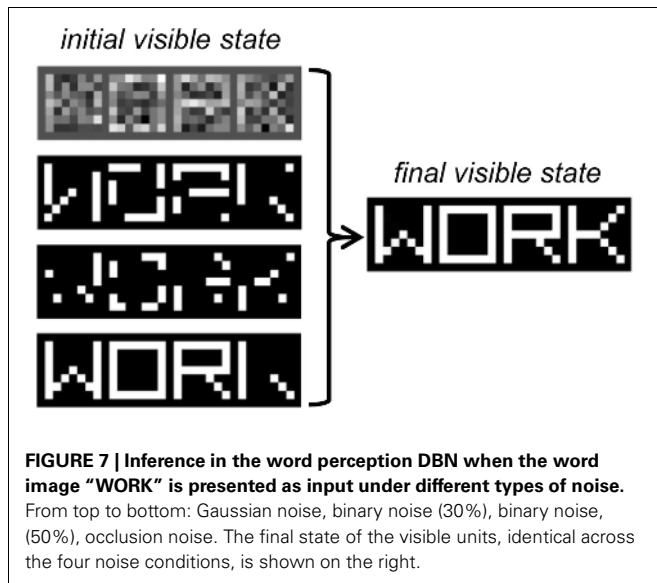 initial visible state
final visible state
WORK
FIGURE 7 | Inference in the word perception DBN when the word
image “WORK” is presented as input under different types of noise.
From top to bottom: Gaussian noise, binary noise (30%), binary noise,
(50%), occlusion noise. The final state of the visible units, identical across
the four noise conditions, is shown on the right.